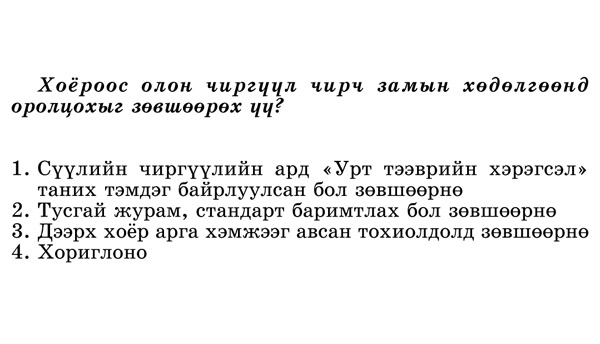 Хоёроос олон чиргүүл чирч замын хөдөлгөөнд
оролцохыг зөвшөөрөх үү?
1. Сүүлийн чиргүүлийн ард «Урт тээврийн хэрэгсэл»
таних тэмдэг байрлуулсан бол зөвшөөрнө
2. Тусгай журам, стандарт баримтлах бол зөвшөөрнө
3. Дээрх хоёр арга хэмжээг авсан тохиолдолд зөвшөөрнө
4. Хориглоно